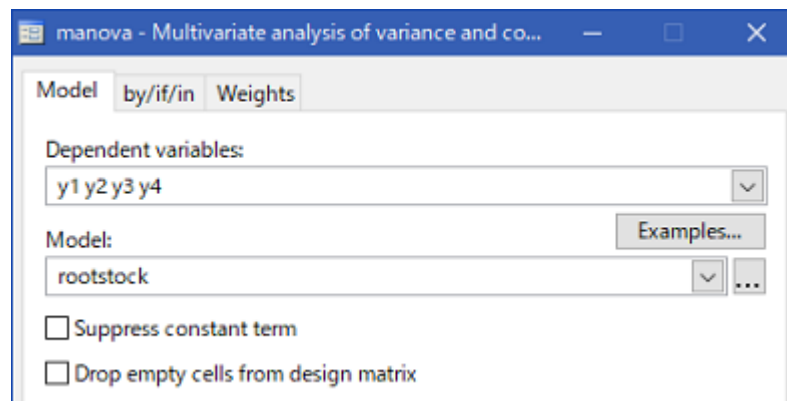 manova - Multivariate analysis of variance and co...
Model by/if/in Weights
Dependent variables:
y1 y2 y3 y4
Examples...
Model:
rootstock
...
Suppress constant term
Drop empty cells from design matrix